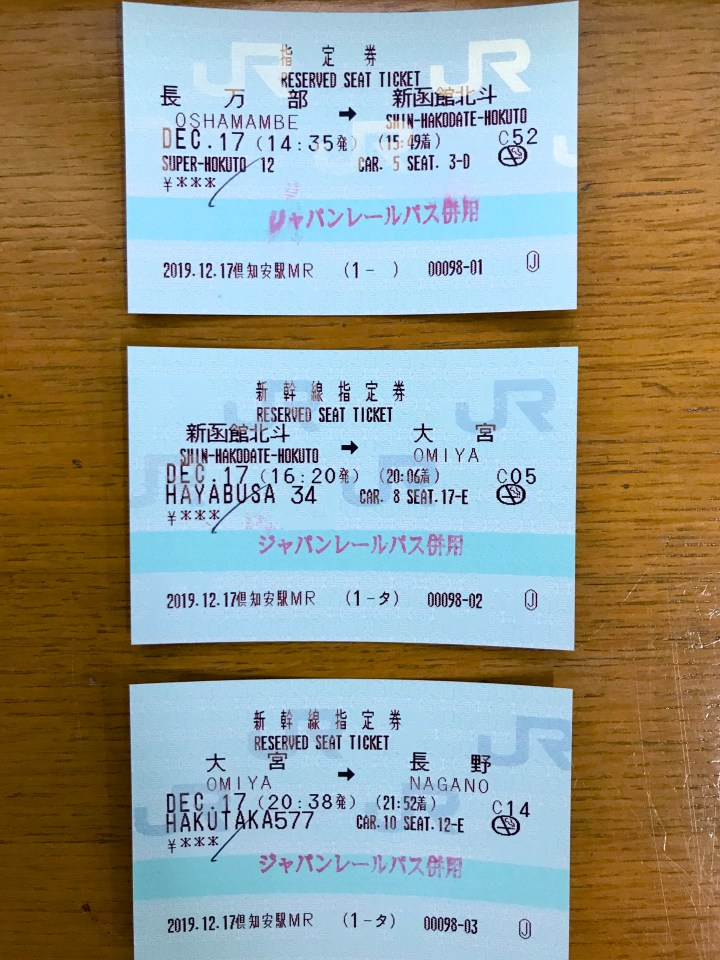 指定券
RESERVED SEAT TICKET
長万部 ➡ 新函館北斗
OSHAMAMBE SHIN-HAKODATE-HOKUTO
DEC.17 (14:35発) (15:49着) C52
SUPER-HOKUTO 12 CAR. 5 SEAT. 3-D
¥***
ジャパンレールパス併用
2019.12.17倶知安駅MR (1- ) 00098-01 J
JR
JR
新幹線指定券
RESERVED SEAT TICKET
新函館北斗 ➡ 大宮
SHIN-HAKODATE-HOKUTO OMIYA
DEC.17 (16:20発) (20:06着) C05
HAYABUSA 34 CAR. 8 SEAT.17-E
¥***
ジャパンレールパス併用
2019.12.17倶知安駅MR (1-タ) 00098-02 J
JR
新幹線指定券
RESERVED SEAT TICKET
大宮 ➡ 長野
OMIYA NAGANO
DEC.17 (20:38発) (21:52着) C14
HAKUTAKA577 CAR.10 SEAT.12-E
¥***
ジャパンレールパス併用
2019.12.17倶知安駅MR (1-タ) 00098-03 J
JR